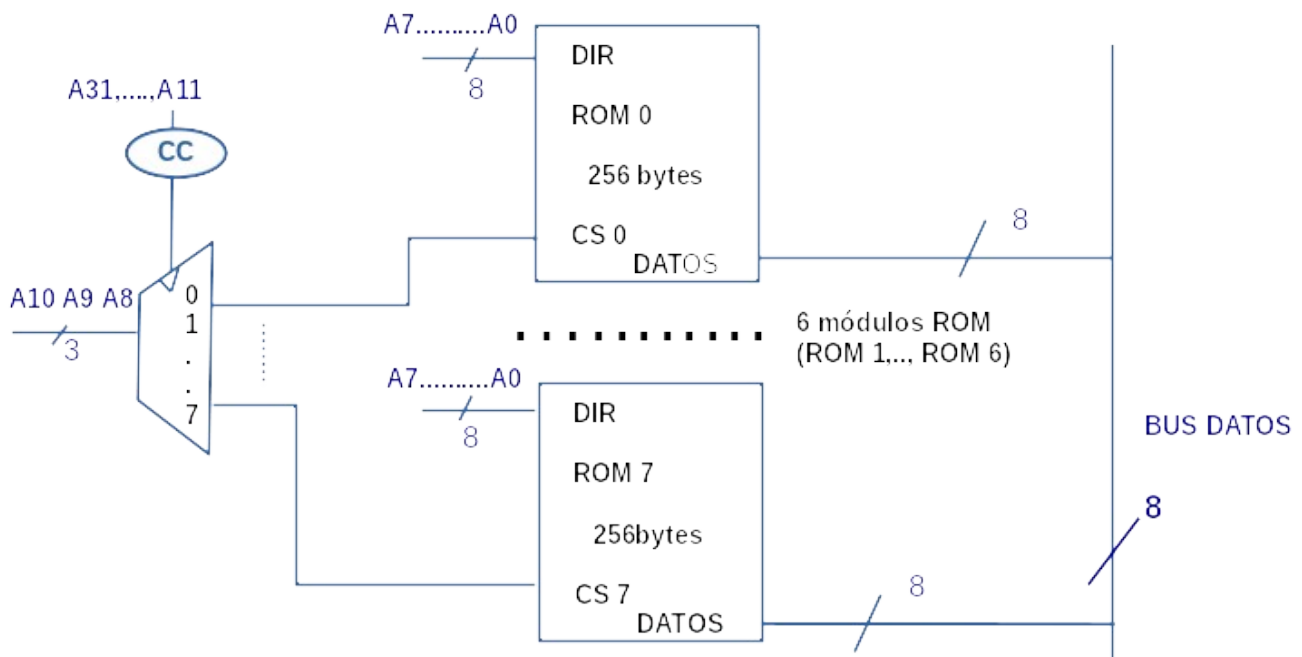 A7..........A0
8
DIR
ROM 0
256 bytes
CS 0
DATOS
8
A31,....,A11
CC
A10 A9 A8
3
0
1
.
.
7
6 módulos ROM
(ROM 1,.., ROM 6)
A7..........A0
8
DIR
ROM 7
256bytes
CS 7
DATOS
8
BUS DATOS
8